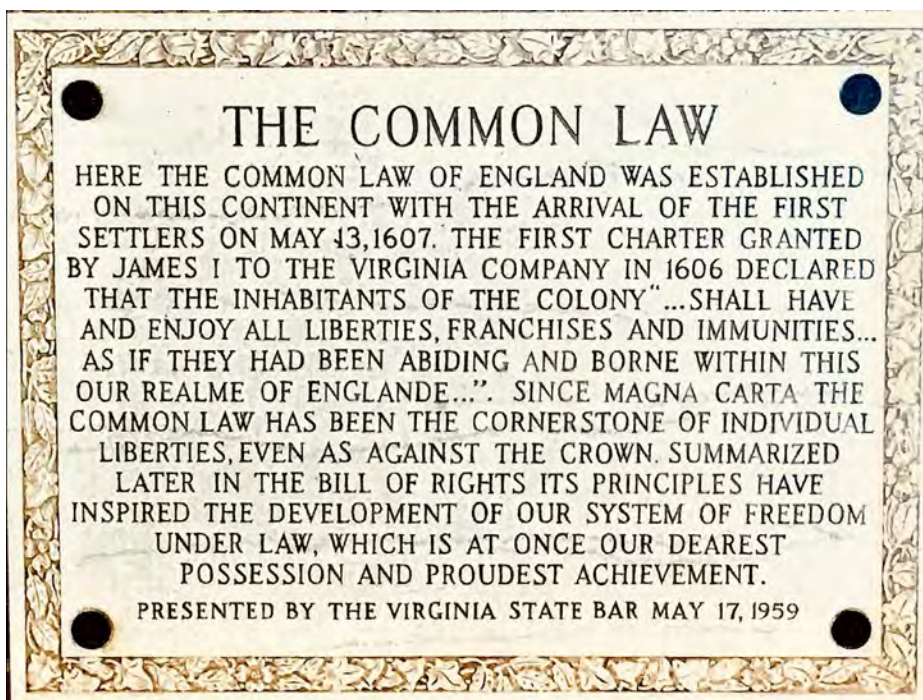 THE COMMON LAW
HERE THE COMMON LAW OF ENGLAND WAS ESTABLISHED
ON THIS CONTINENT WITH THE ARRIVAL OF THE FIRST
SETTLERS ON MAY 13, 1607. THE FIRST CHARTER GRANTED
BY JAMES I TO THE VIRGINIA COMPANY IN 1606 DECLARED
THAT THE INHABITANTS OF THE COLONY "...SHALL HAVE
AND ENJOY ALL LIBERTIES, FRANCHISES AND IMMUNITIES...
AS IF THEY HAD BEEN ABIDING AND BORNE WITHIN THIS
OUR REALME OF ENGLANDE...". SINCE MAGNA CARTA THE
COMMON LAW HAS BEEN THE CORNERSTONE OF INDIVIDUAL
LIBERTIES, EVEN AS AGAINST THE CROWN. SUMMARIZED
LATER IN THE BILL OF RIGHTS ITS PRINCIPLES HAVE
INSPIRED THE DEVELOPMENT OF OUR SYSTEM OF FREEDOM
UNDER LAW, WHICH IS AT ONCE OUR DEAREST
POSSESSION AND PROUDEST ACHIEVEMENT.
PRESENTED BY THE VIRGINIA STATE BAR MAY 17, 1959